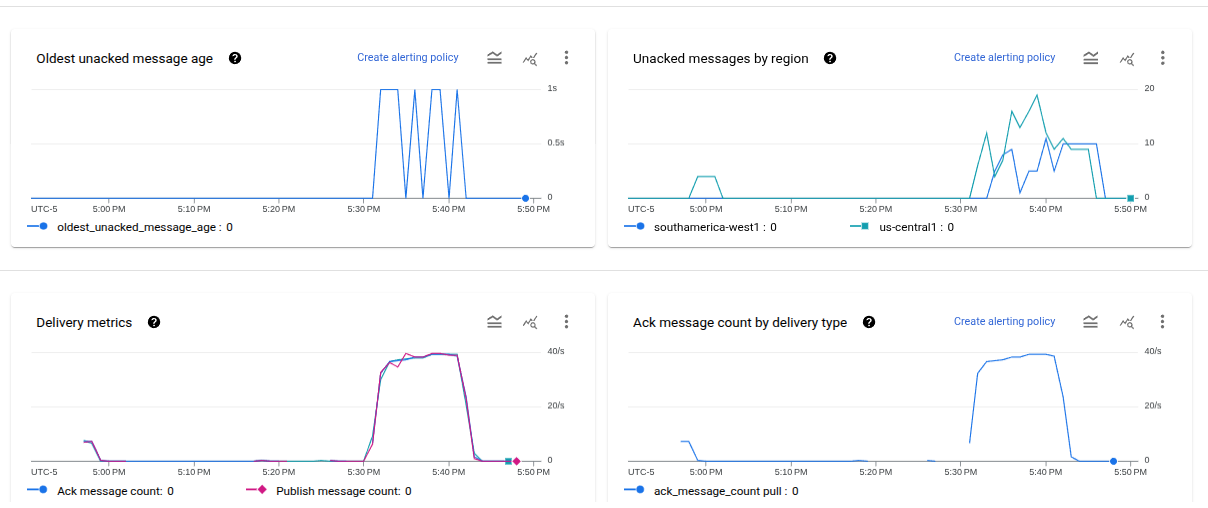 Oldest unacked message age
Create alerting policy
1s
0.5s
0
UTC-5 5:00 PM 5:10 PM 5:20 PM 5:30 PM 5:40 PM 5:50 PM
oldest_unacked_message_age : 0
Unacked messages by region
Create alerting policy
20
10
0
UTC-5 5:00 PM 5:10 PM 5:20 PM 5:30 PM 5:40 PM 5:50 PM
southamerica-west1 : 0 us-central1 : 0
Delivery metrics
40/s
20/s
0
UTC-5 5:00 PM 5:10 PM 5:20 PM 5:30 PM 5:40 PM 5:50 PM
Ack message count: 0 Publish message count: 0
Ack message count by delivery type
Create alerting policy
40/s
20/s
0
UTC-5 5:00 PM 5:10 PM 5:20 PM 5:30 PM 5:40 PM 5:50 PM
ack_message_count pull : 0